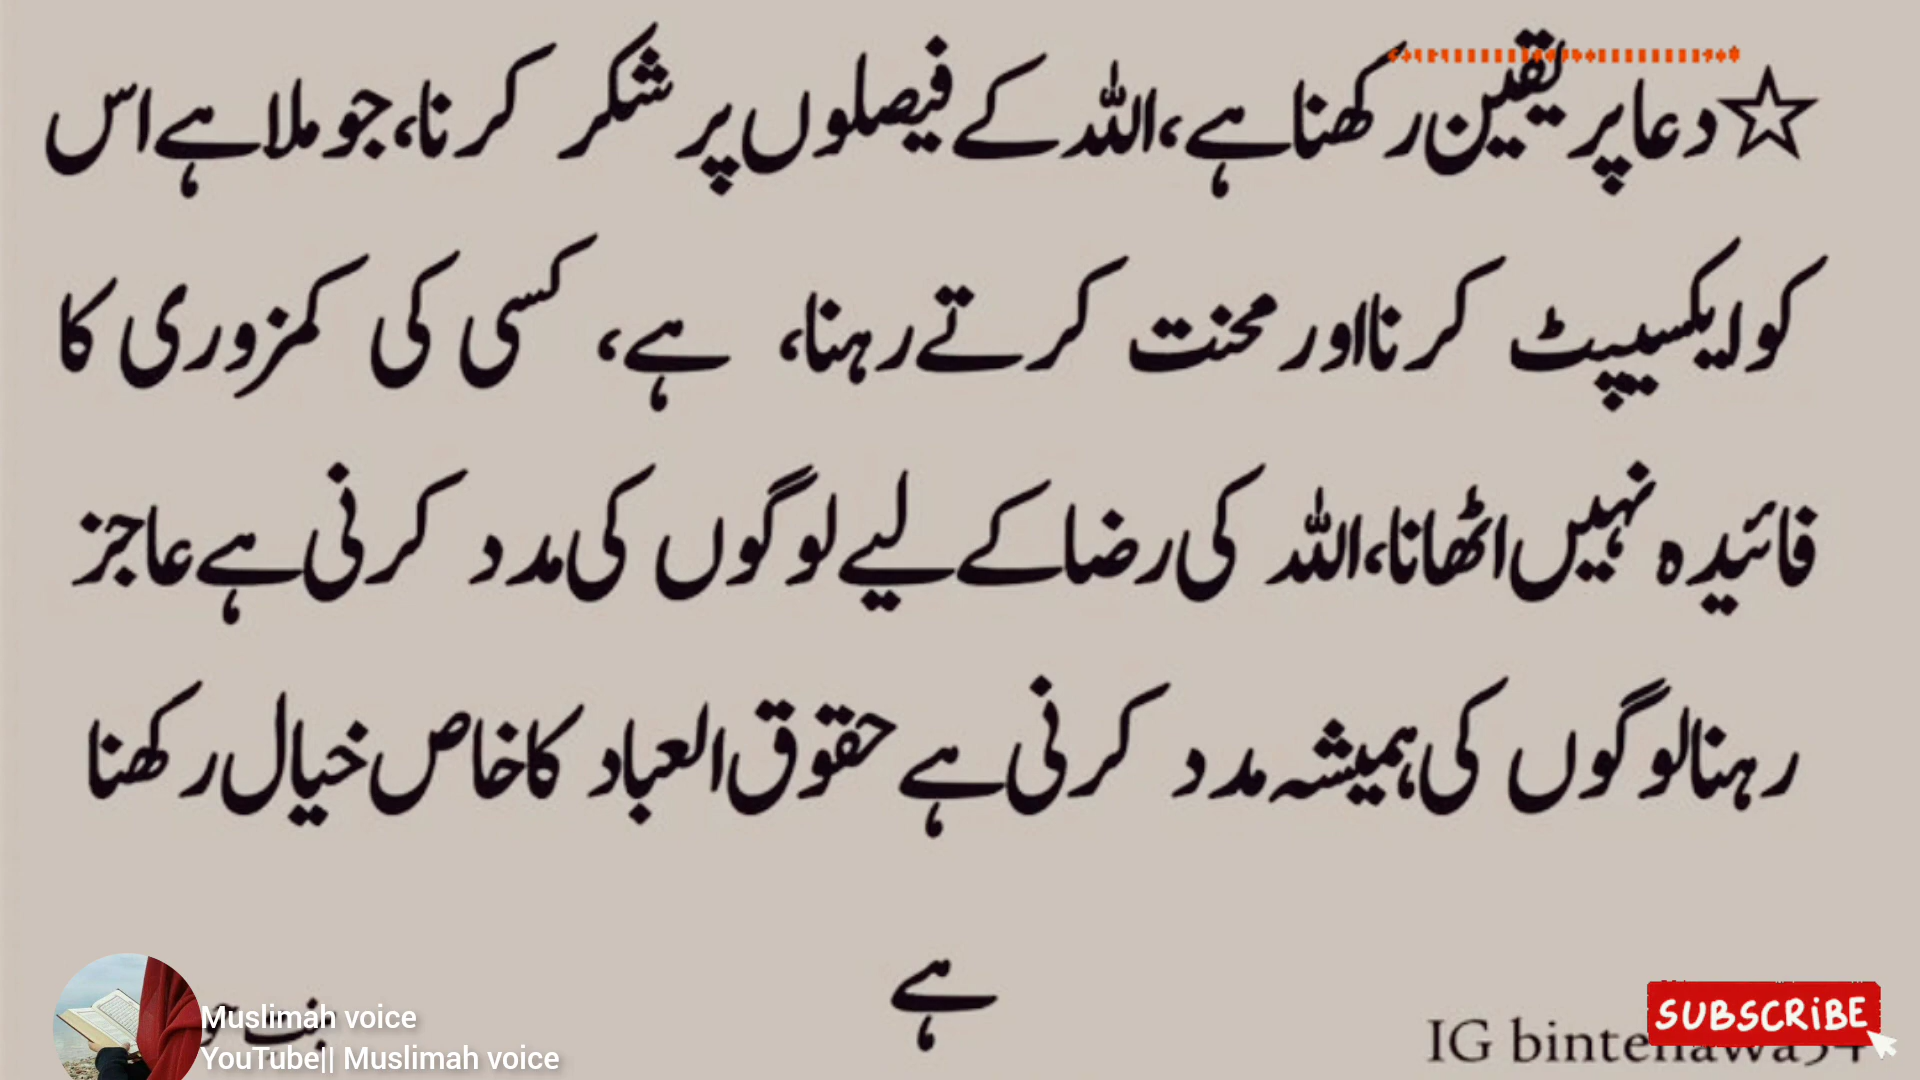 ☆دعا پر یقین رکھنا ہے، اللہ کے فیصلوں پر شکر کرنا، جو ملا ہے اس
کو ایکسیپٹ کرنا اور محنت کرتے رہنا، ہے، کسی کی کمزوری کا
فائیدہ نہیں اٹھانا، اللہ کی رضا کے لیے لوگوں کی مدد کرنی ہے عاجز
رہنا لوگوں کی ہمیشہ مدد کرنی ہے حقوق العباد کا خاص خیال رکھنا
ہے
Muslimah voice
YouTube|| Muslimah voice
SUBSCRIBE
IG